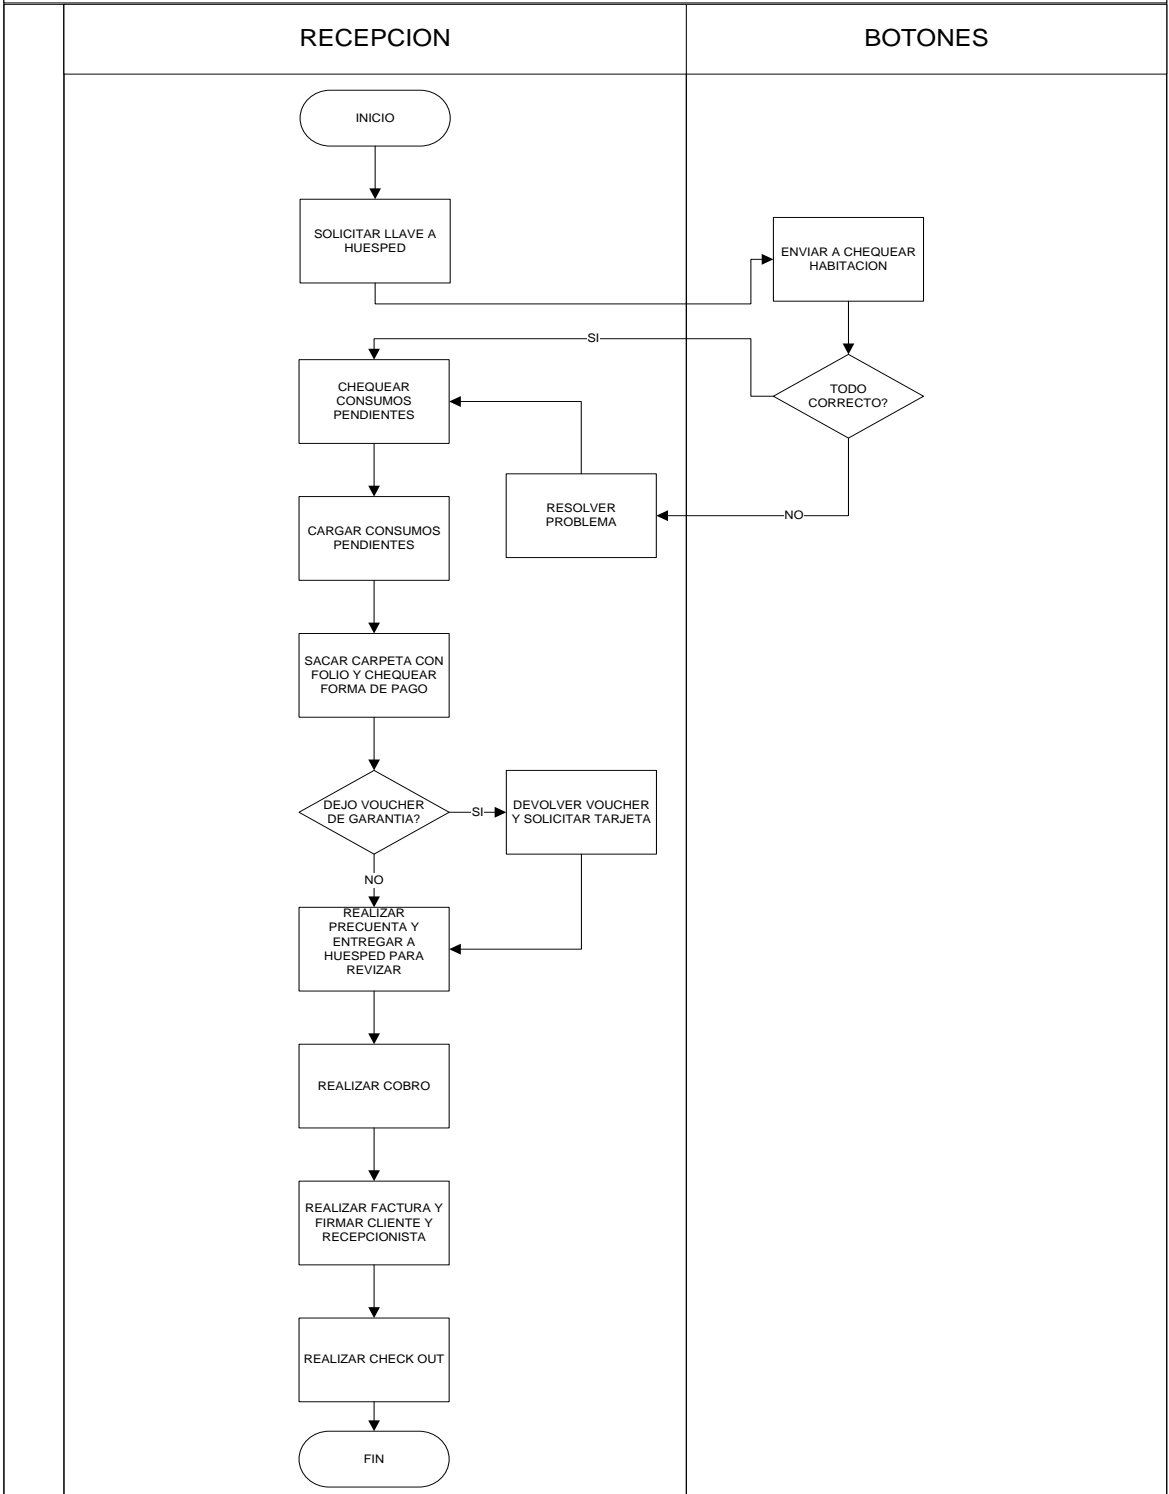 RECEPCION
BOTONES
INICIO
SOLICITAR LLAVE A
HUESPED
ENVIAR A CHEQUEAR
HABITACION
SI
TODO
CORRECTO?
CHEQUEAR
CONSUMOS
PENDIENTES
RESOLVER
PROBLEMA
NO
CARGAR CONSUMOS
PENDIENTES
SACAR CARPETA CON
FOLIO Y CHEQUEAR
FORMA DE PAGO
DEJO VOUCHER
DE GARANTIA?
SI
DEVOLVER VOUCHER
Y SOLICITAR TARJETA
NO
REALIZAR
PRECUENTA Y
ENTREGAR A
HUESPED PARA
REVIZAR
REALIZAR COBRO
REALIZAR FACTURA Y
FIRMAR CLIENTE Y
RECEPCIONISTA
REALIZAR CHECK OUT
FIN